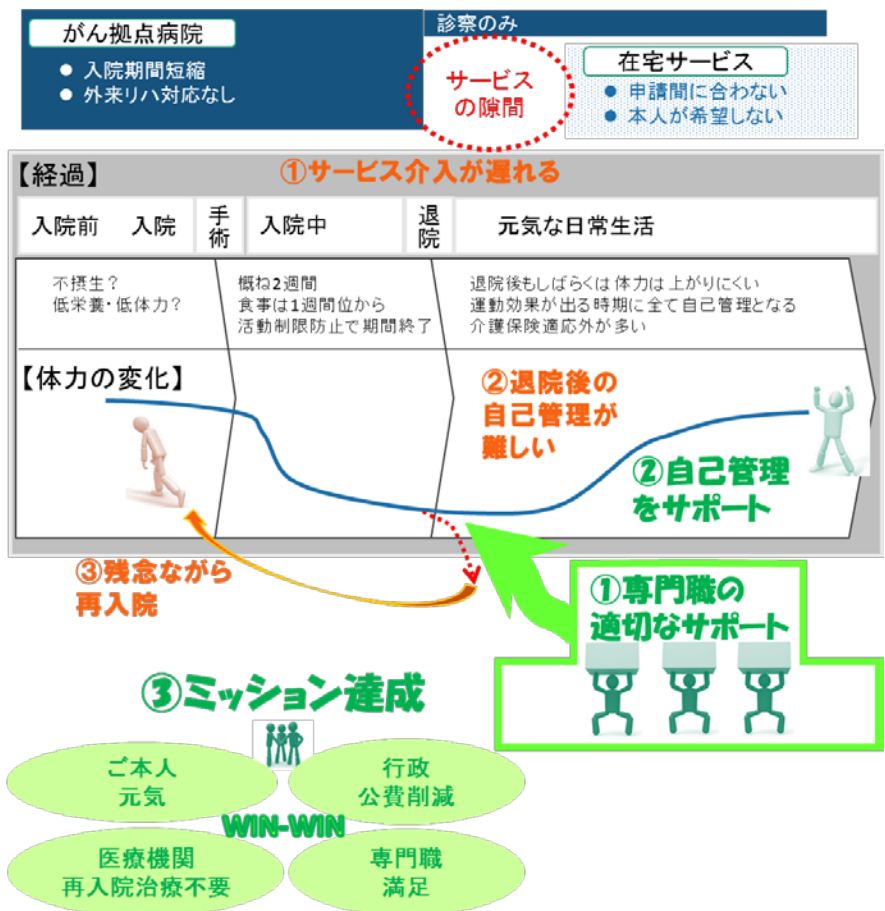 がん拠点病院
● 入院期間短縮
● 外来リハ対応なし
診察のみ
サービス
の隙間
在宅サービス
● 申請間に合わない
● 本人が希望しない
【経過】
①サービス介入が遅れる
入院前 入院
手術
入院中
退院
元気な日常生活
不摂生?
低栄養・低体力?
概ね2週間
食事は1週間位から
活動制限防止で期間終了
退院後もしばらくは体力は上がりにくい
運動効果が出る時期に全て自己管理となる
介護保険適応外が多い
【体力の変化】
②退院後の
自己管理が
難しい
②自己管理
をサポート
③残念ながら
再入院
①専門職の
適切なサポート
③ミッション達成
ご本人
元気
行政
公費削減
WIN-WIN
医療機関
再入院治療不要
専門職
満足